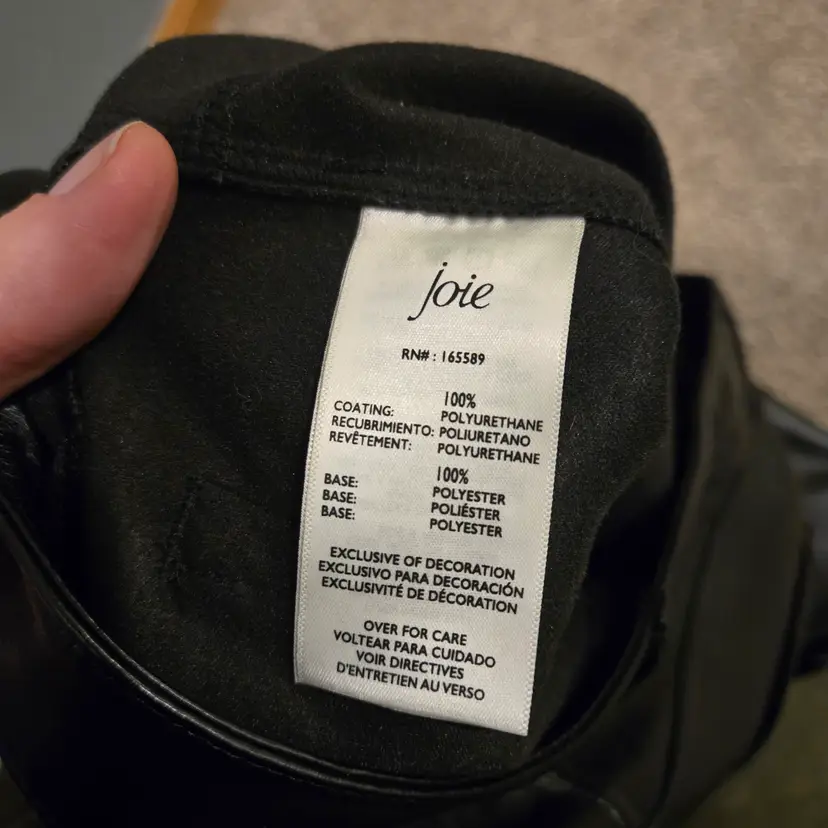 joie
RN# : 165589
100%
COATING: POLYURETHANE
RECUBRIMIENTO: POLIURETANO
REVÊTEMENT: POLYURETHANE
100%
BASE: POLYESTER
BASE: POLIÉSTER
BASE: POLYESTER
EXCLUSIVE OF DECORATION
EXCLUSIVO PARA DECORACIÓN
EXCLUSIVITÉ DE DÉCORATION
OVER FOR CARE
VOLTEAR PARA CUIDADO
VOIR DIRECTIVES
D'ENTRETIEN AU VERSO